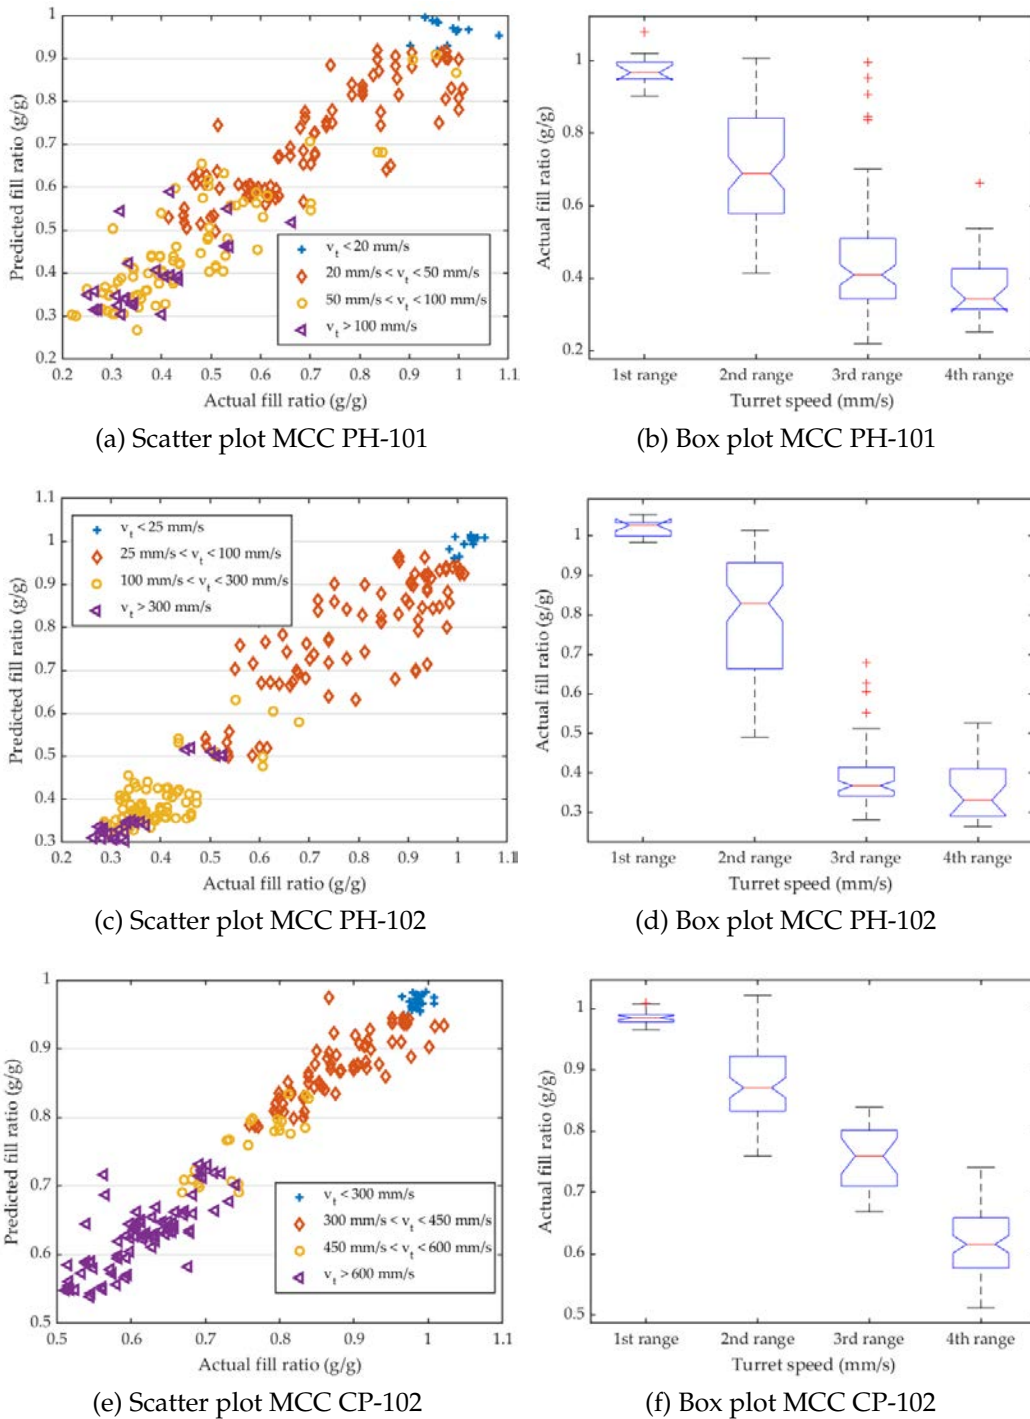 1
0.9
0.8
0.7
0.6
0.5
0.4
0.3
0.2
Predicted fill ratio (g/g)
v_t < 20 mm/s
20 mm/s < v_t < 50 mm/s
50 mm/s < v_t < 100 mm/s
v_t > 100 mm/s
0.2 0.3 0.4 0.5 0.6 0.7 0.8 0.9 1 1.1
Actual fill ratio (g/g)
(a) Scatter plot MCC PH-101
1
0.8
0.6
0.4
0.2
Actual fill ratio (g/g)
1st range 2nd range 3rd range 4th range
Turret speed (mm/s)
(b) Box plot MCC PH-101
1.1
1
0.9
0.8
0.7
0.6
0.5
0.4
0.3
Predicted fill ratio (g/g)
v_t < 25 mm/s
25 mm/s < v_t < 100 mm/s
100 mm/s < v_t < 300 mm/s
v_t > 300 mm/s
0.2 0.3 0.4 0.5 0.6 0.7 0.8 0.9 1 1.1
Actual fill ratio (g/g)
(c) Scatter plot MCC PH-102
1
0.9
0.8
0.7
0.6
0.5
0.4
0.3
Actual fill ratio (g/g)
1st range 2nd range 3rd range 4th range
Turret speed (mm/s)
(d) Box plot MCC PH-102
1
0.9
0.8
0.7
0.6
0.5
Predicted fill ratio (g/g)
v_t < 300 mm/s
300 mm/s < v_t < 450 mm/s
450 mm/s < v_t < 600 mm/s
v_t > 600 mm/s
0.5 0.6 0.7 0.8 0.9 1 1.1
Actual fill ratio (g/g)
(e) Scatter plot MCC CP-102
1
0.9
0.8
0.7
0.6
0.5
Actual fill ratio (g/g)
1st range 2nd range 3rd range 4th range
Turret speed (mm/s)
(f) Box plot MCC CP-102